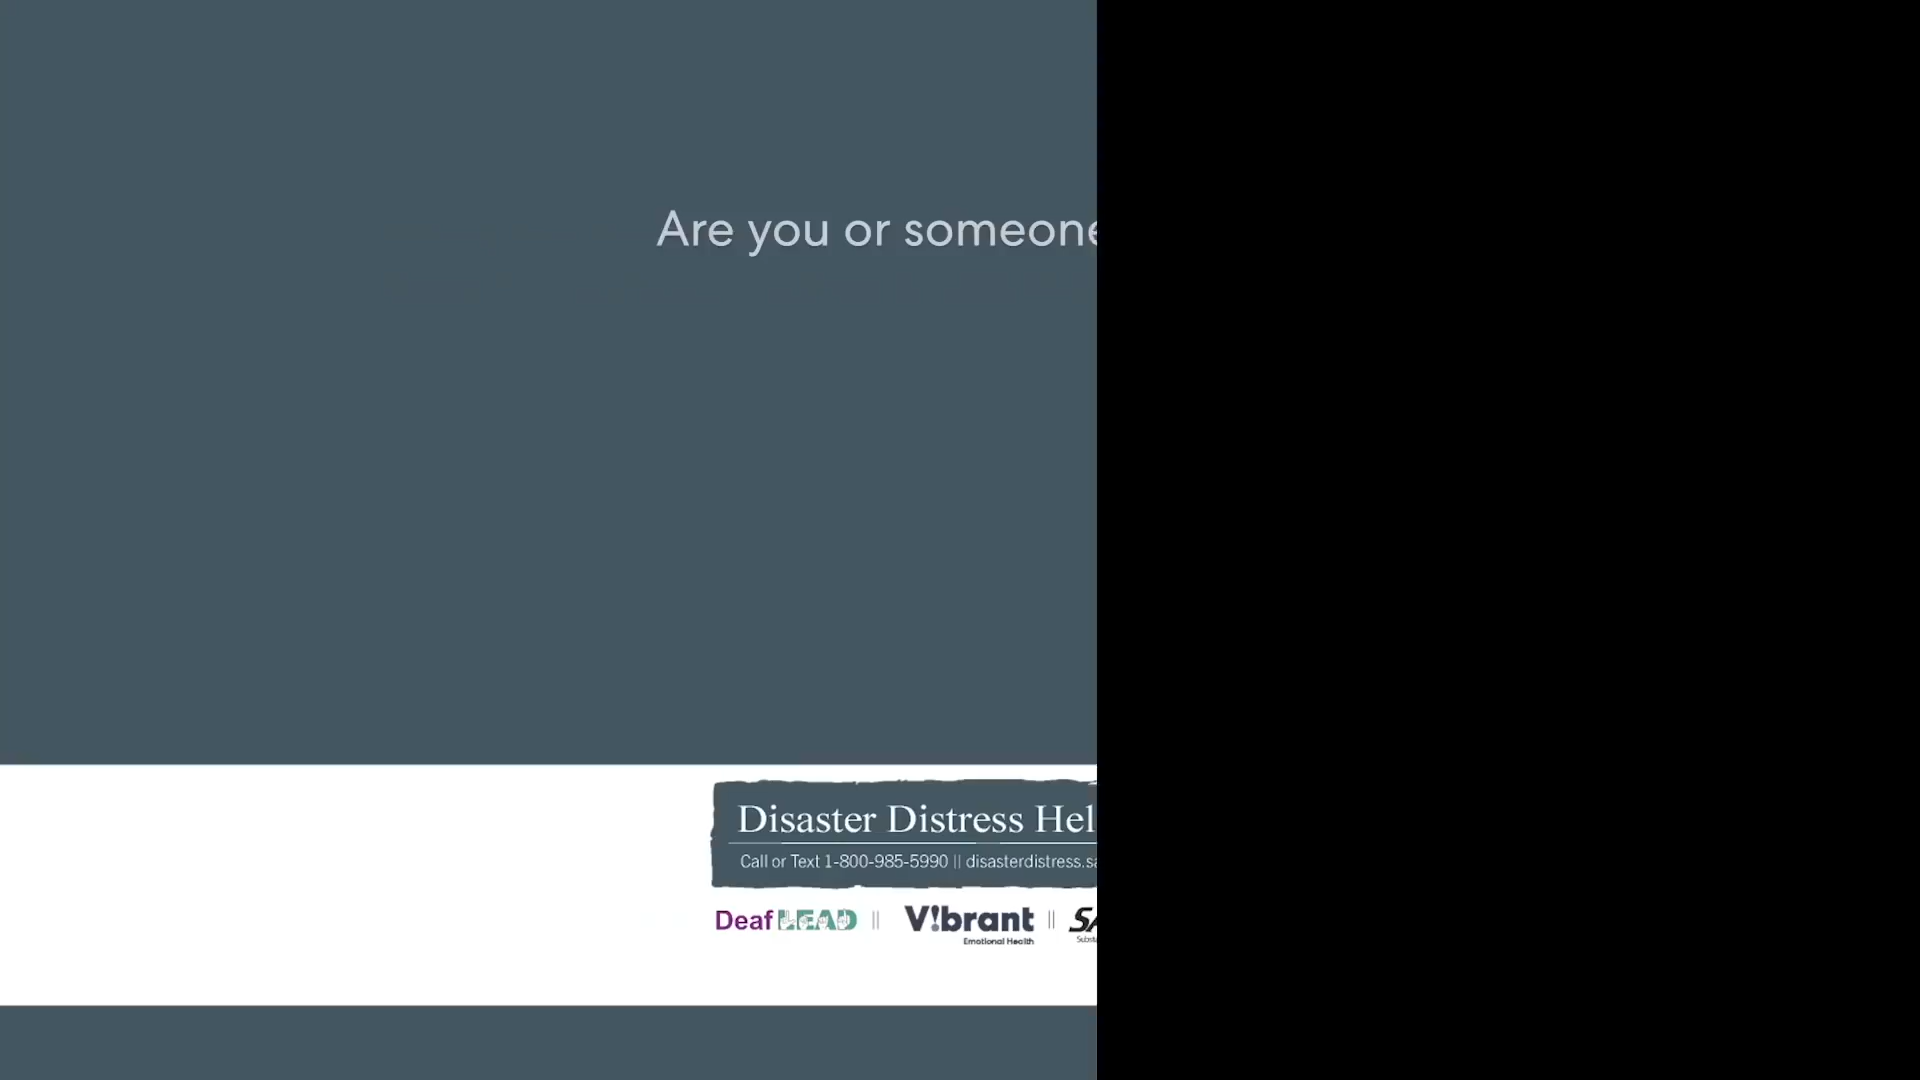 Are you or someone
Disaster Distress Hel
Call or Text 1-800-985-5990 || disasterdistress.sa
DeafLEAD || V!brant || SA
Emotional Health Subst